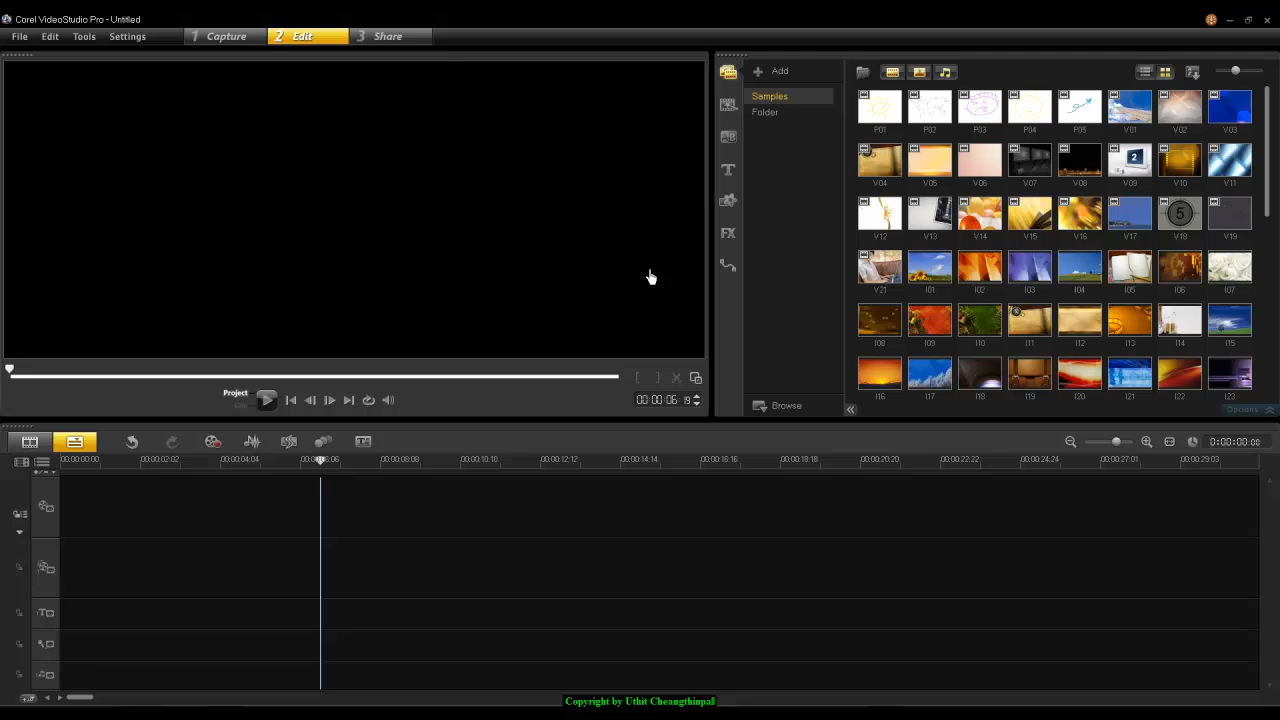 Corel VideoStudio Pro - Untitled
File Edit Tools Settings 1 Capture 2 Edit 3 Share
Add
Samples
Folder
P01 P02 P03 P04 P05 V01 V02 V03
V04 V05 V06 V07 V08 V09 V10 V11
V12 V13 V14 V15 V16 V17 V18 V19
V21 I01 I02 I03 I04 I05 I06 I07
I08 I09 I10 I11 I12 I13 I14 I15
I16 I17 I18 I19 I20 I21 I22 I23
AB
T
FX
2
5
Project
00:00:06 19
Browse
Options
0:00:00:00
00:00:00:00 00:00:02:02 00:00:04:04 00:00:08:08 00:00:10:10 00:00:12:12 00:00:14:14 00:00:16:16 00:00:18:18 00:00:20:20 00:00:22:22 00:00:24:24 00:00:27:01 00:00:29:03
Copyright by Uthit Cheangthinpall